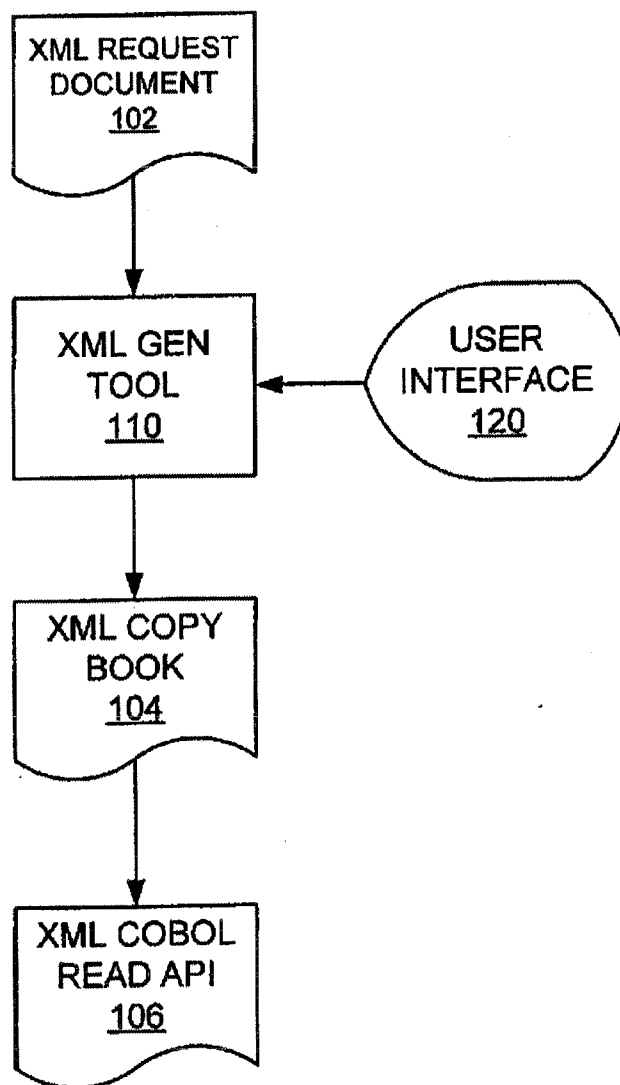 XML REQUEST
DOCUMENT
102
XML GEN
TOOL
110
USER
INTERFACE
120
XML COPY
BOOK
104
XML COBOL
READ API
106